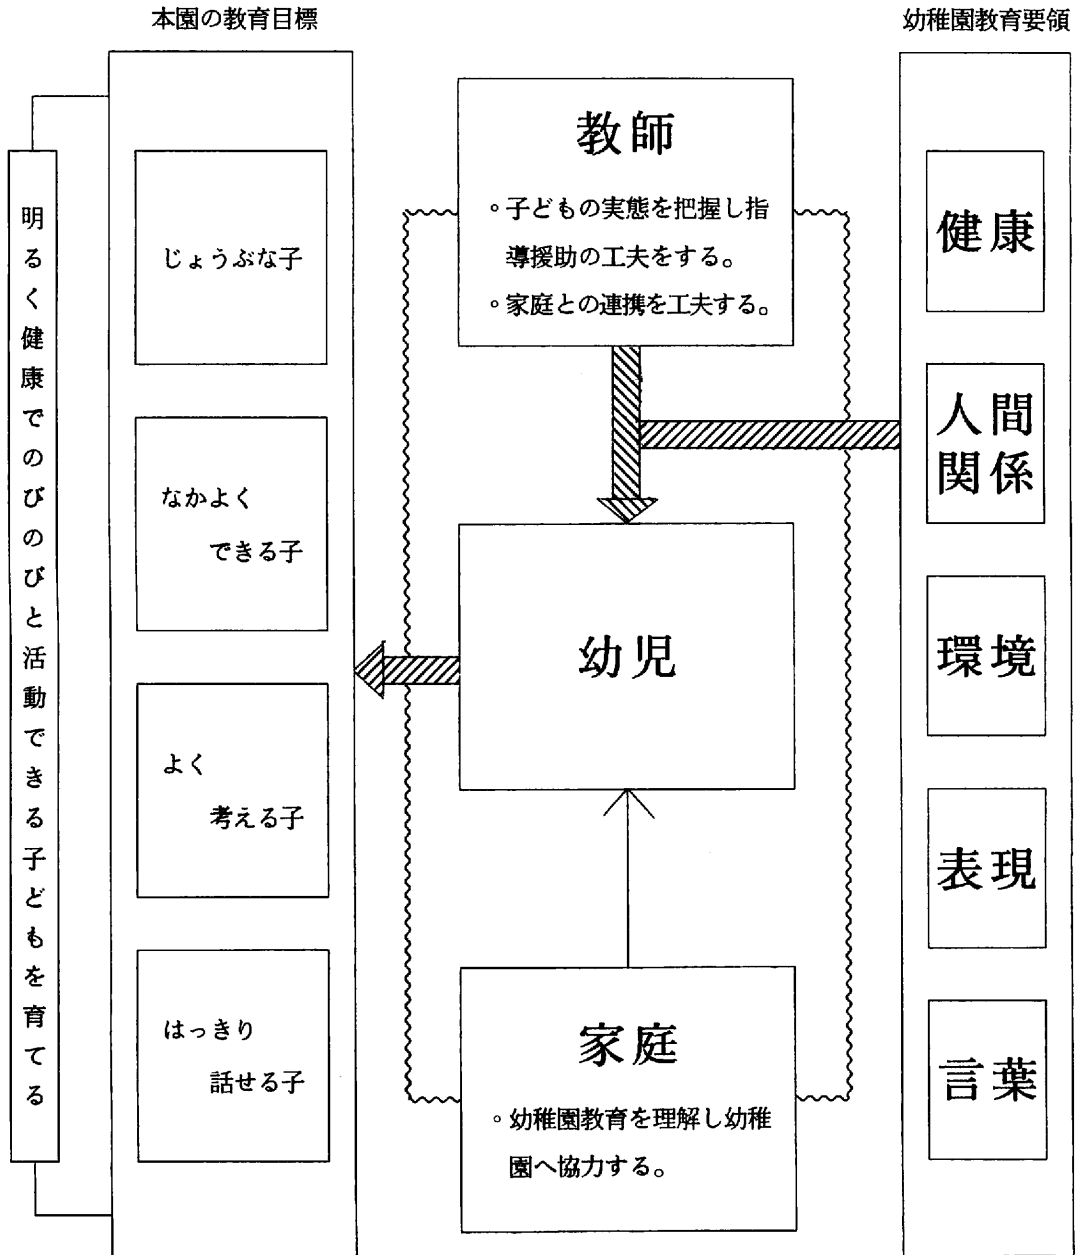 本園の教育目標
幼稚園教育要領
明るく健康でのびのびと活動できる子どもを育てる
じょうぶな子
なかよく
できる子
よく
考える子
はっきり
話せる子
教師
◦子どもの実態を把握し指
導援助の工夫をする。
◦家庭との連携を工夫する。
幼児
家庭
◦幼稚園教育を理解し幼稚
園へ協力する。
健康
人間
関係
環境
表現
言葉